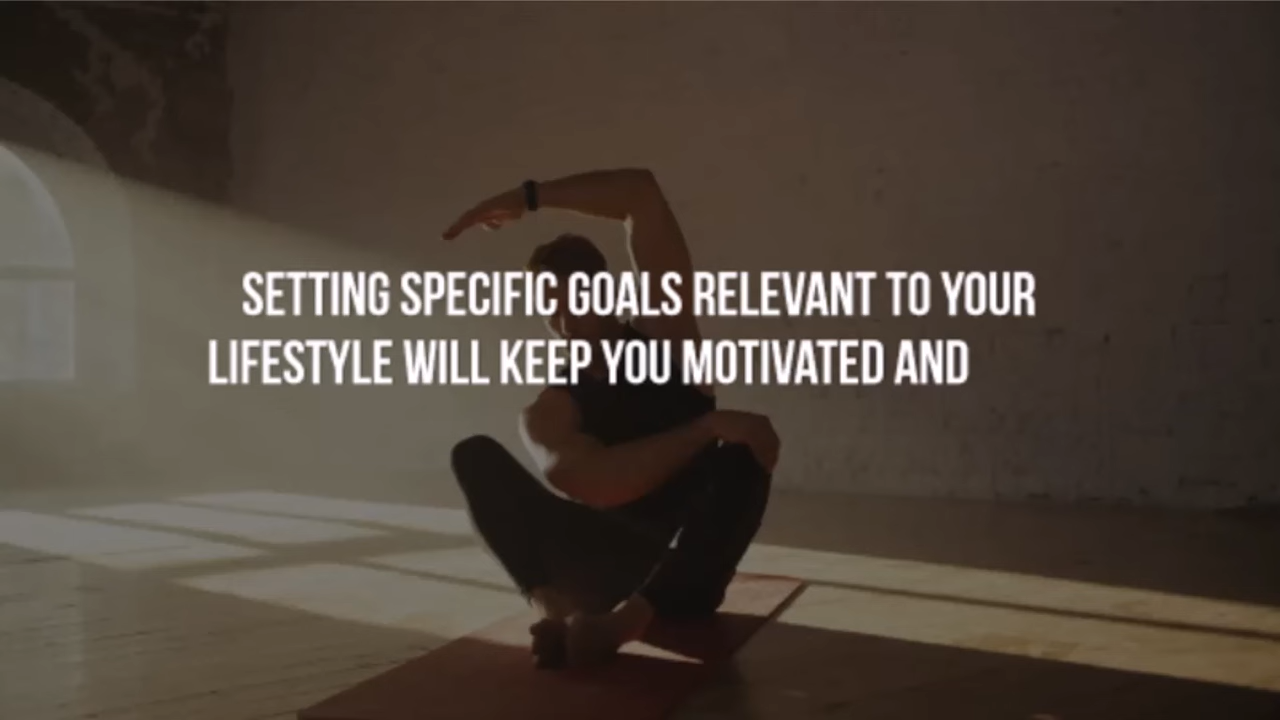 SETTING SPECIFIC GOALS RELEVANT TO YOUR
LIFESTYLE WILL KEEP YOU MOTIVATED AND